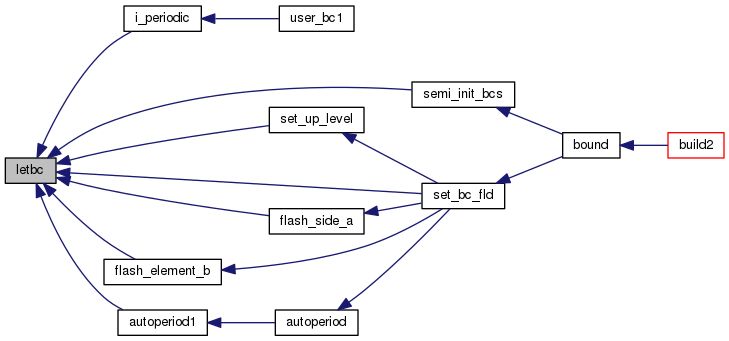 i_periodic
user_bc1
semi_init_bcs
set_up_level
bound
build2
letbc
set_bc_fld
flash_side_a
flash_element_b
autoperiod1
autoperiod